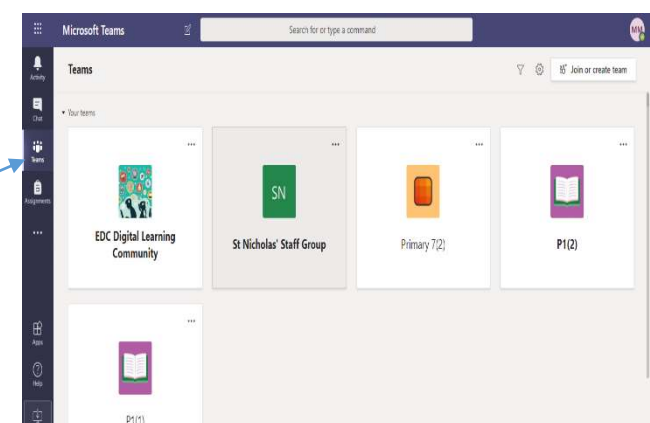 Microsoft Teams
Search for or type a command
MM
Activity
Teams
Join or create team
Chat
Your teams
Teams
SN
Assignments
EDC Digital Learning
Community
St Nicholas' Staff Group
Primary 7(2)
P1(2)
Apps
Help
P1(1)